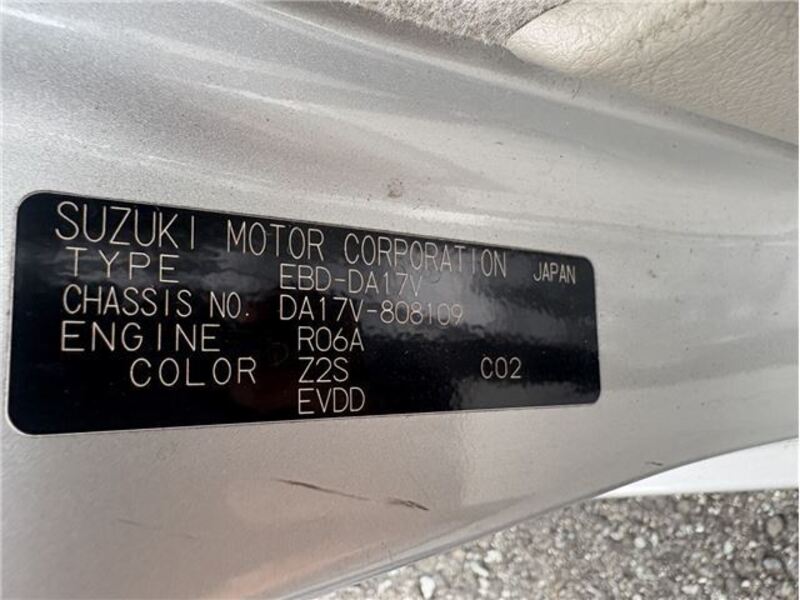 SUZUKI MOTOR CORPORATION JAPAN
TYPE EBD-DA17V
CHASSIS NO. DA17V-808109
ENGINE R06A
COLOR Z2S C02
EVDD